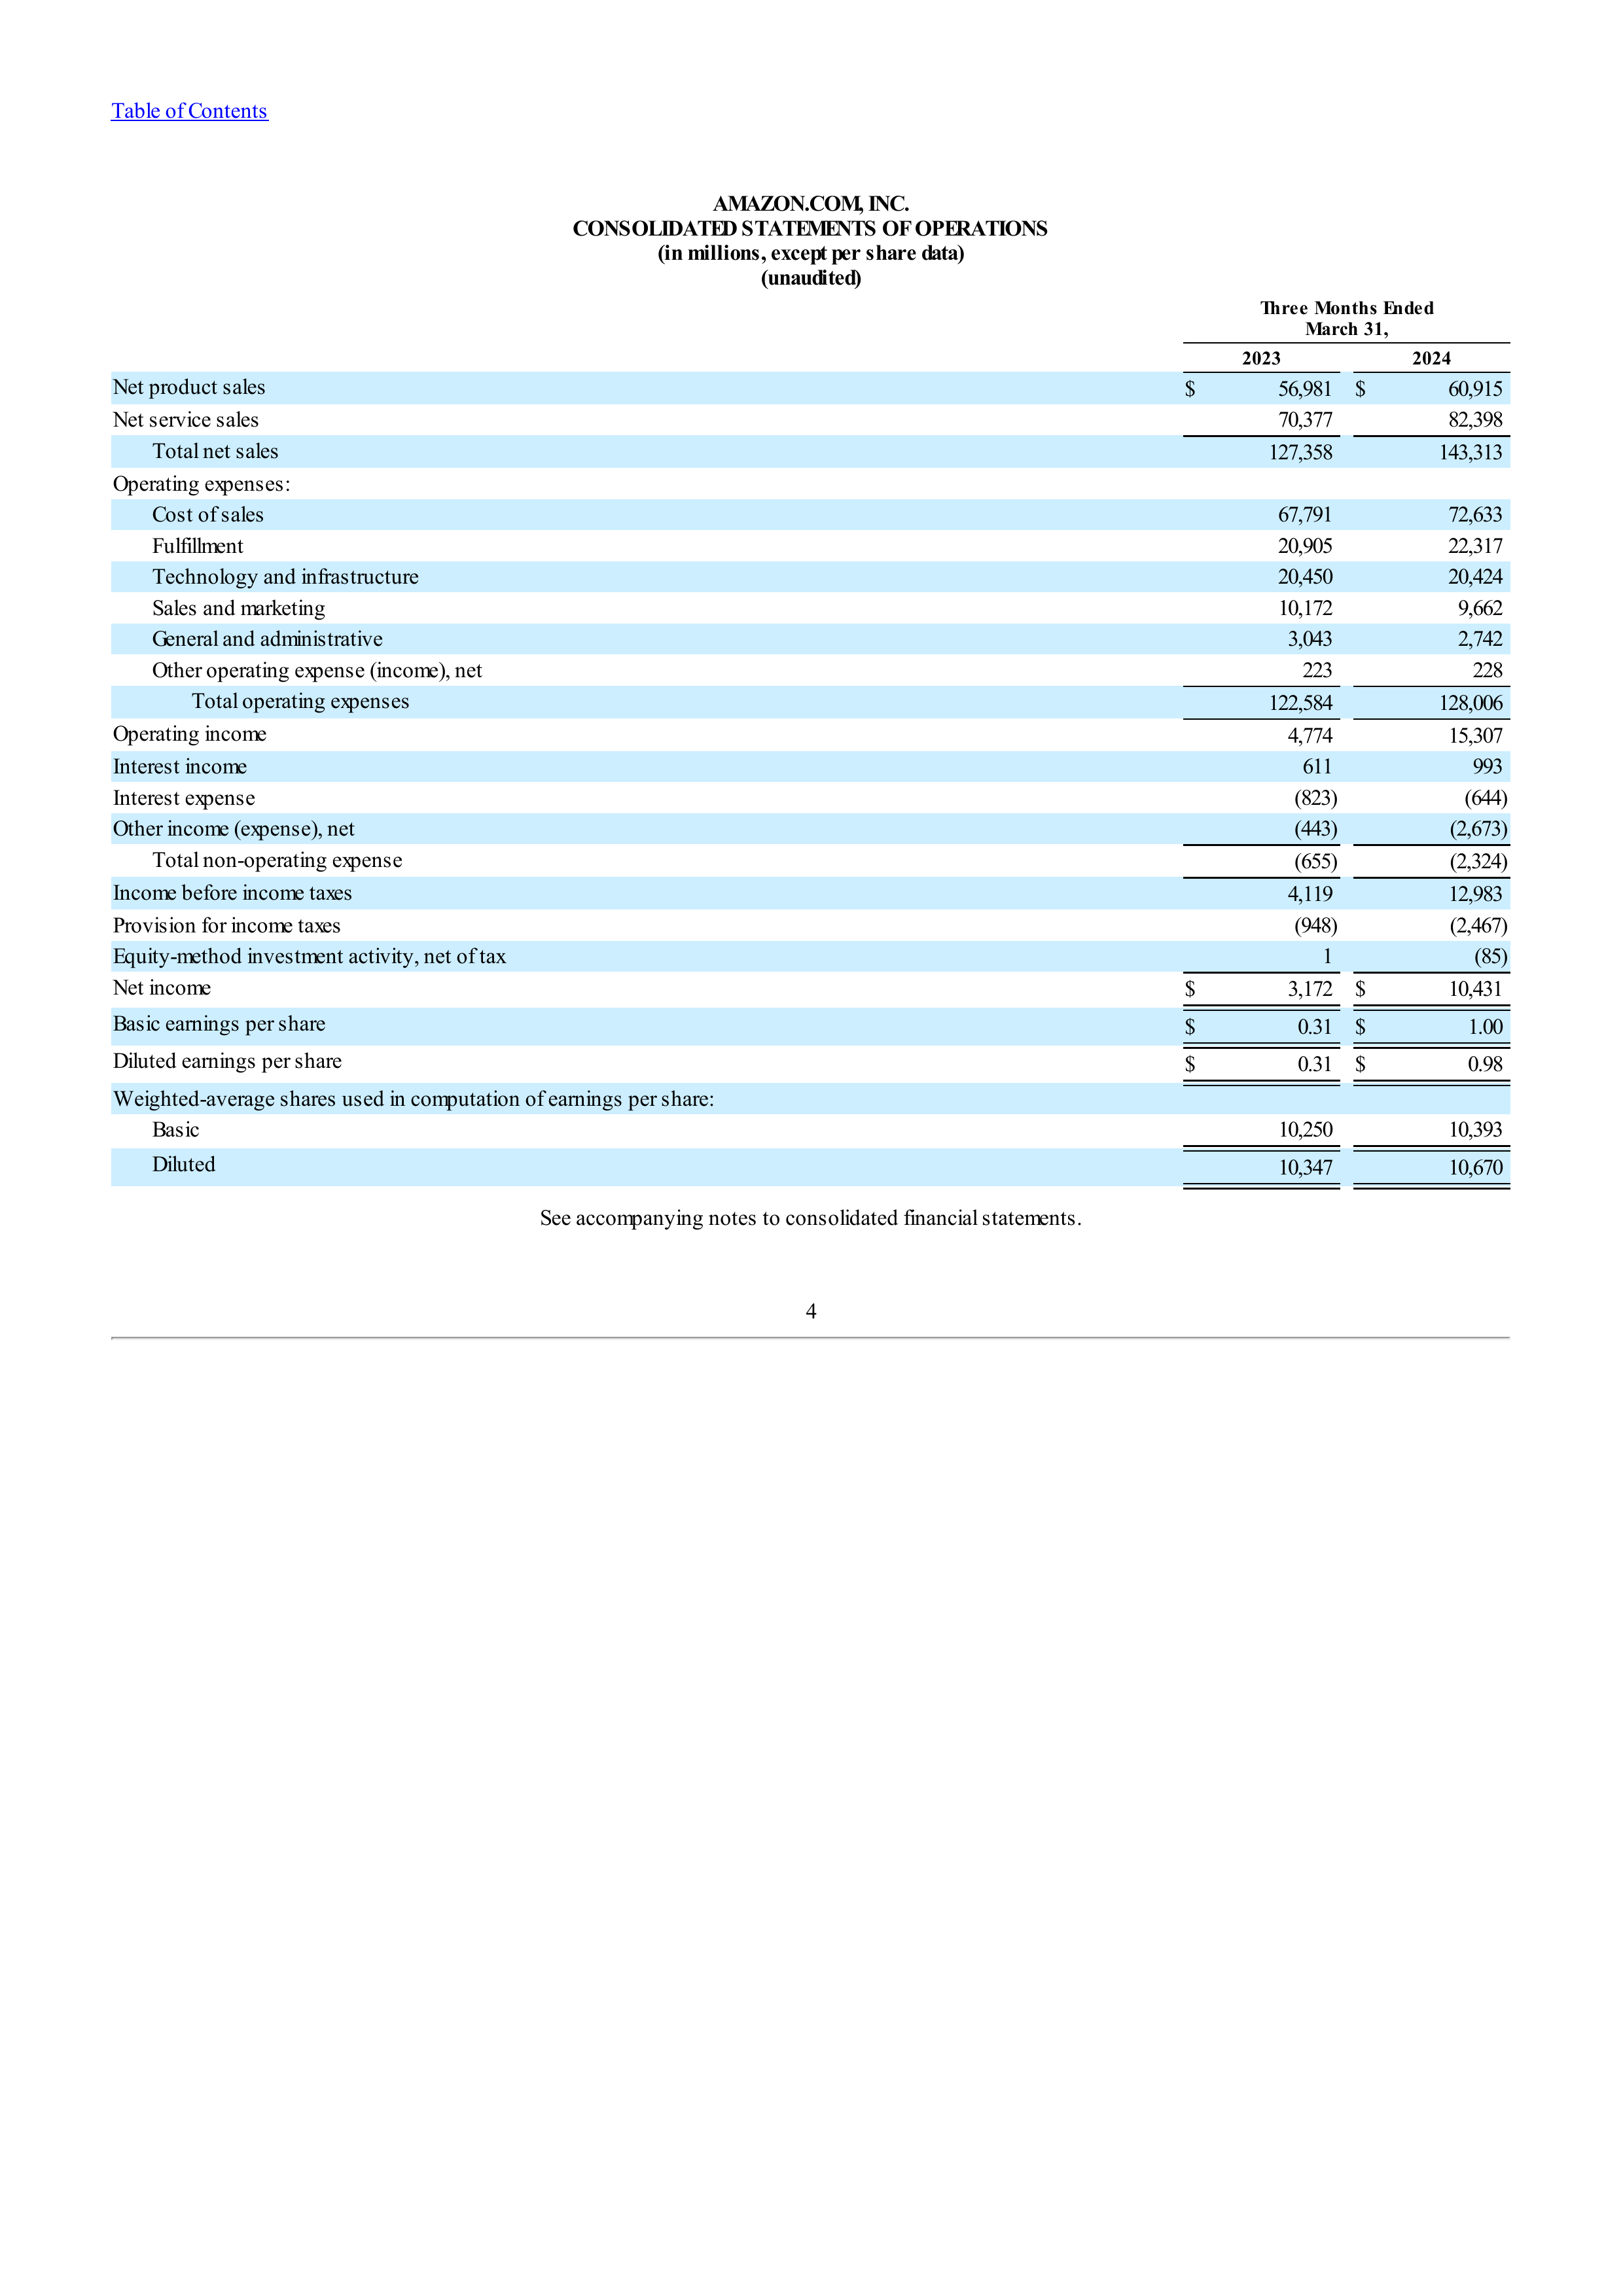 Table of Contents
AMAZON.COM, INC.
CONSOLIDATED STATEMENTS OF OPERATIONS
(in millions, except per share data)
(unaudited)
Three Months Ended
March 31,
2023 2024
Net product sales $ 56,981 $ 60,915
Net service sales 70,377 82,398
Total net sales 127,358 143,313
Operating expenses:
Cost of sales 67,791 72,633
Fulfillment 20,905 22,317
Technology and infrastructure 20,450 20,424
Sales and marketing 10,172 9,662
General and administrative 3,043 2,742
Other operating expense (income), net 223 228
Total operating expenses 122,584 128,006
Operating income 4,774 15,307
Interest income 611 993
Interest expense (823) (644)
Other income (expense), net (443) (2,673)
Total non-operating expense (655) (2,324)
Income before income taxes 4,119 12,983
Provision for income taxes (948) (2,467)
Equity-method investment activity, net of tax 1 (85)
Net income $ 3,172 $ 10,431
Basic earnings per share $ 0.31 $ 1.00
Diluted earnings per share $ 0.31 $ 0.98
Weighted-average shares used in computation of earnings per share:
Basic 10,250 10,393
Diluted 10,347 10,670
See accompanying notes to consolidated financial statements.
4